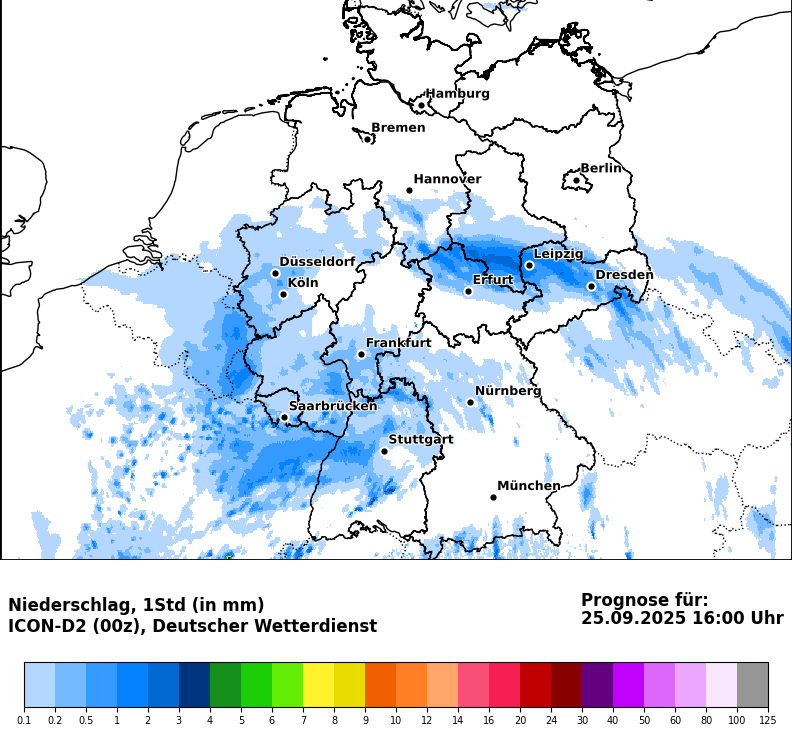 Hamburg
Bremen
Berlin
Hannover
Leipzig
Düsseldorf
Dresden
Köln
Erfurt
Frankfurt
Nürnberg
Saarbrücken
Stuttgart
München
Niederschlag, 1Std (in mm)
ICON-D2 (00z), Deutscher Wetterdienst
Prognose für:
25.09.2025 16:00 Uhr
0.1 0.2 0.5 1 2 3 4 5 6 7 8 9 10 12 14 16 20 24 30 40 50 60 80 100 125